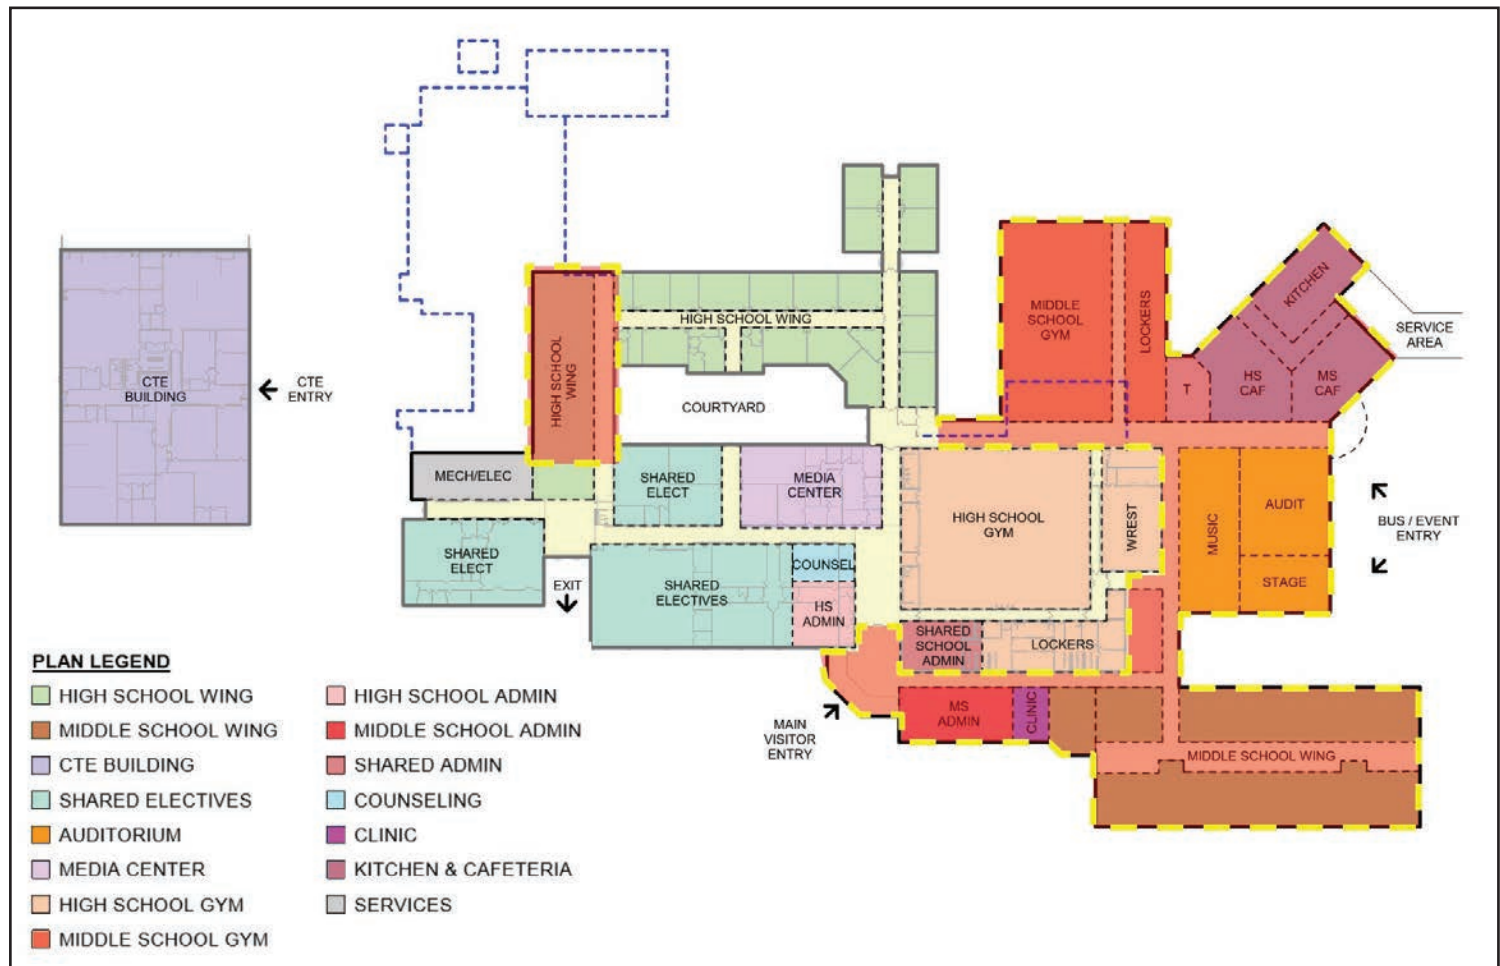 KITCHEN
MIDDLE
SCHOOL
GYM
LOCKERS
SERVICE
AREA
HIGH SCHOOL WING
HIGH SCHOOL
WING
T
HS
CAF
MS
CAF
CTE
BUILDING
CTE
ENTRY
COURTYARD
MECH/ELEC
SHARED
ELECT
MEDIA
CENTER
HIGH SCHOOL
GYM
WREST
MUSIC
AUDIT
BUS / EVENT
ENTRY
STAGE
SHARED
ELECT
EXIT
SHARED
ELECTIVES
COUNSEL
HS
ADMIN
SHARED
SCHOOL
ADMIN
LOCKERS
MS
ADMIN
CLINIC
MAIN
VISITOR
ENTRY
MIDDLE SCHOOL WING
PLAN LEGEND
HIGH SCHOOL WING
MIDDLE SCHOOL WING
CTE BUILDING
SHARED ELECTIVES
AUDITORIUM
MEDIA CENTER
HIGH SCHOOL GYM
MIDDLE SCHOOL GYM
HIGH SCHOOL ADMIN
MIDDLE SCHOOL ADMIN
SHARED ADMIN
COUNSELING
CLINIC
KITCHEN & CAFETERIA
SERVICES